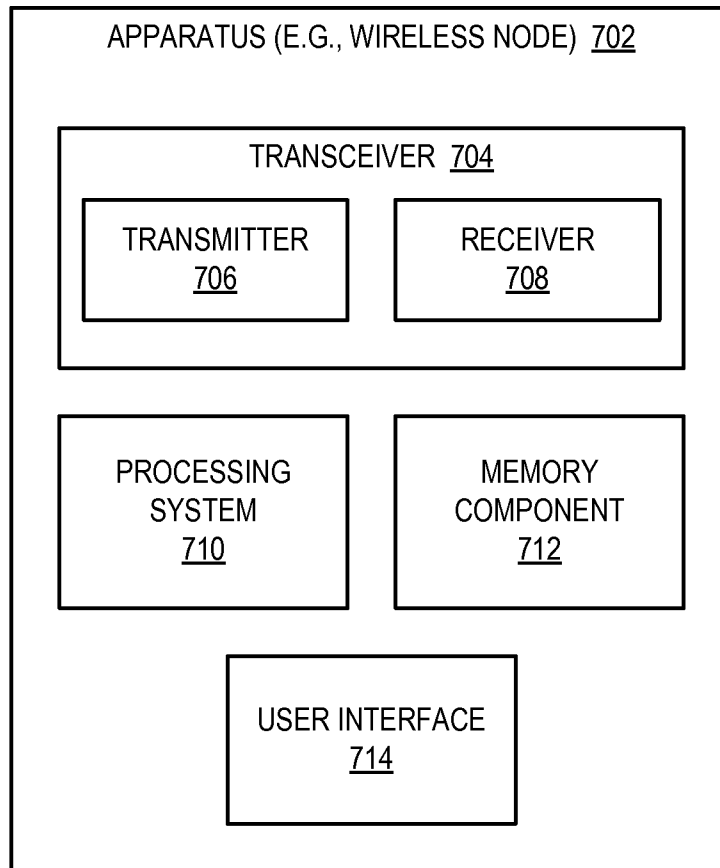 APPARATUS (E.G., WIRELESS NODE) 702
TRANSCEIVER 704
TRANSMITTER
706
RECEIVER
708
PROCESSING
SYSTEM
710
MEMORY
COMPONENT
712
USER INTERFACE
714